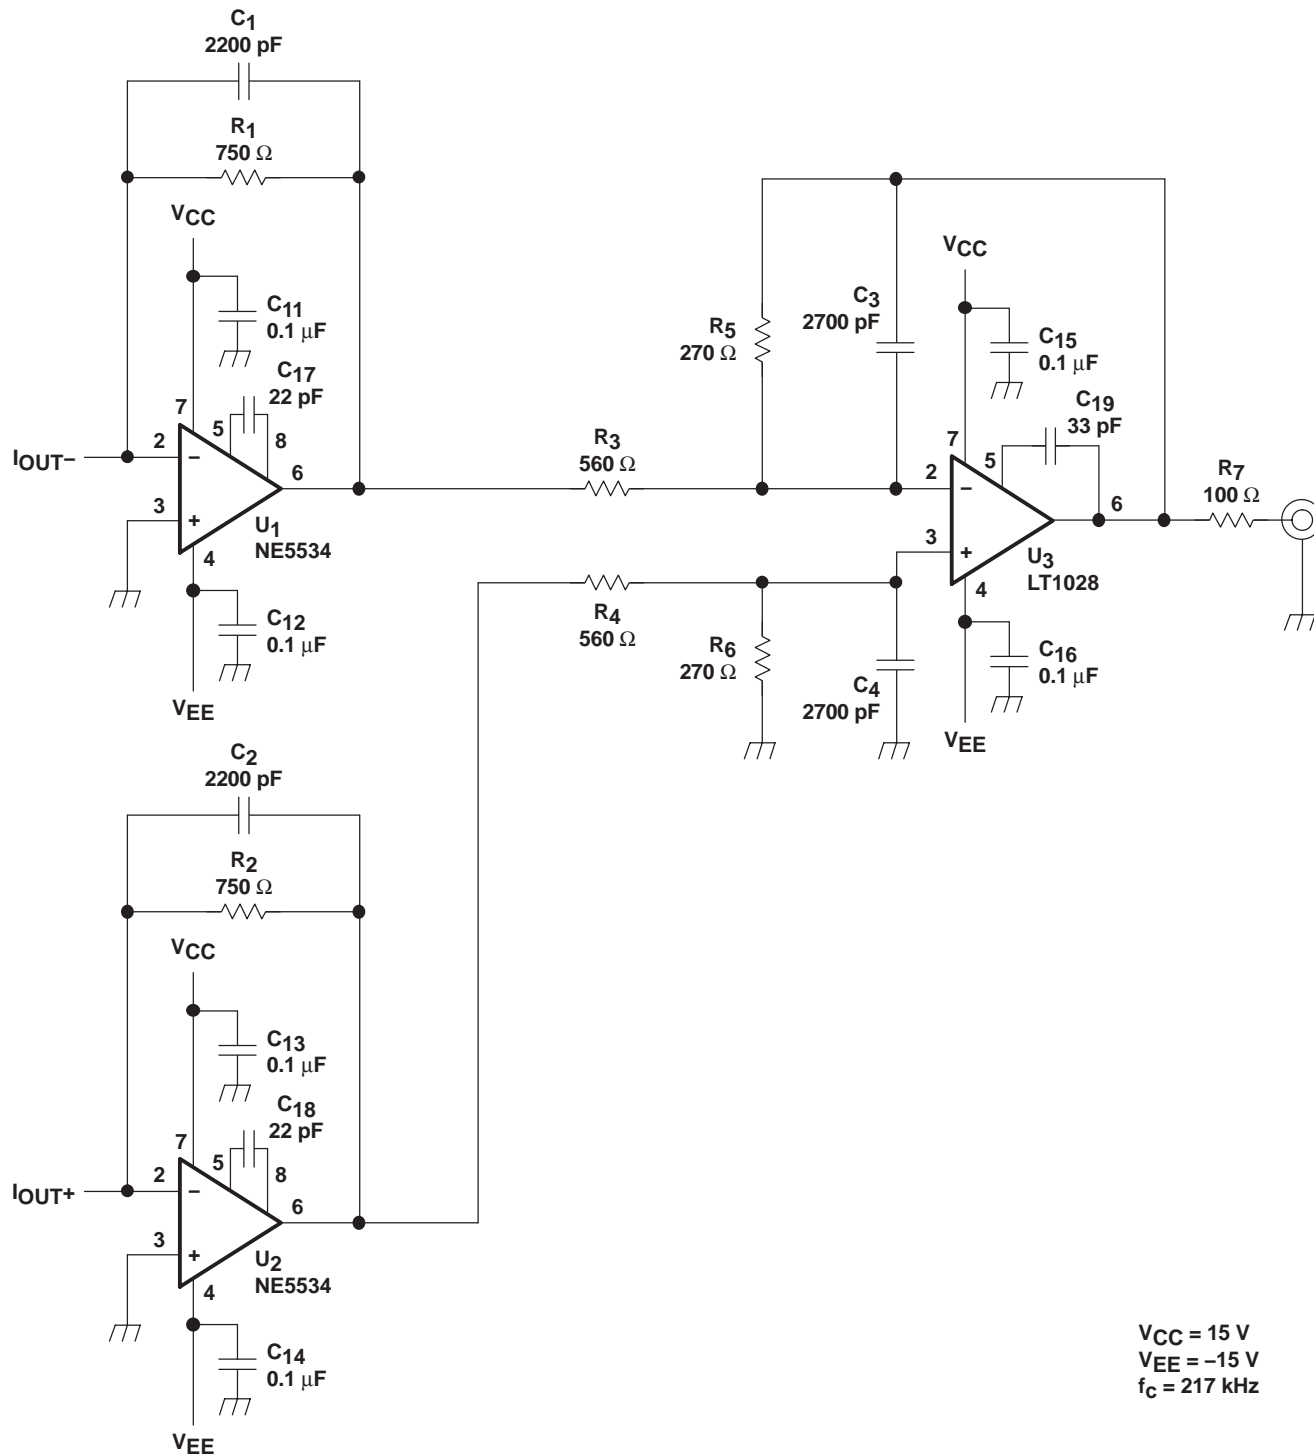 C1
2200 pF
R1
750 Ω
VCC
C11
0.1 μF
C17
22 pF
7
5
8
2
–
IOUT–
6
3
+
U1
NE5534
4
C12
0.1 μF
VEE
R3
560 Ω
R5
270 Ω
C3
2700 pF
VCC
C15
0.1 μF
C19
33 pF
7
5
2
–
6
R7
100 Ω
3
+
U3
LT1028
4
R4
560 Ω
R6
270 Ω
C4
2700 pF
C16
0.1 μF
VEE
C2
2200 pF
R2
750 Ω
VCC
C13
0.1 μF
C18
22 pF
7
5
8
2
–
IOUT+
6
3
+
U2
NE5534
4
C14
0.1 μF
VEE
VCC = 15 V
VEE = –15 V
fc = 217 kHz